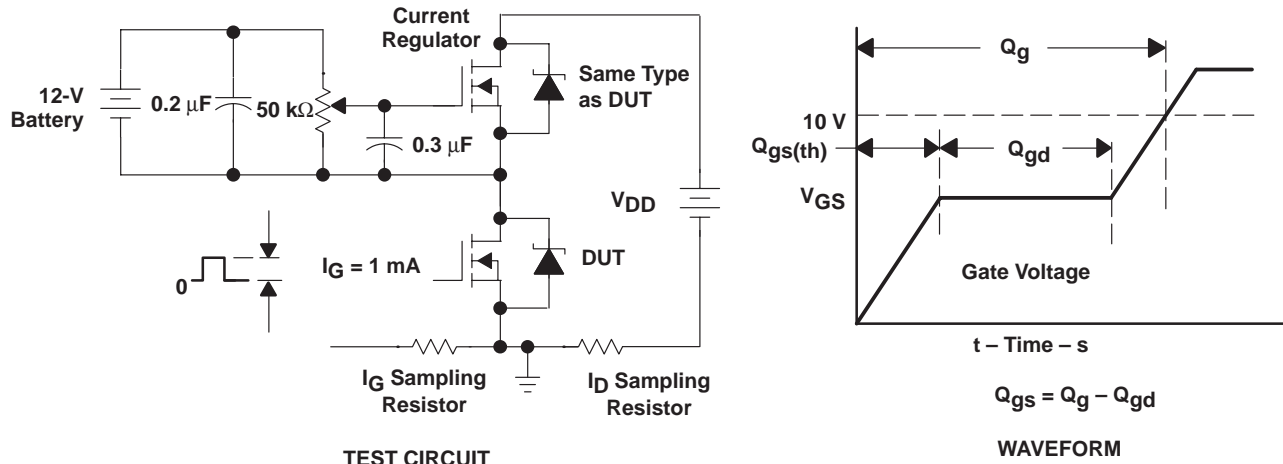 Current
Regulator
12-V
Battery
0.2 µF
50 kΩ
0.3 µF
Same Type
as DUT
VDD
IG = 1 mA
DUT
0
IG Sampling
Resistor
ID Sampling
Resistor
TEST CIRCUIT
Qg
10 V
Qgs(th)
Qgd
VGS
Gate Voltage
t – Time – s
Qgs = Qg – Qgd
WAVEFORM